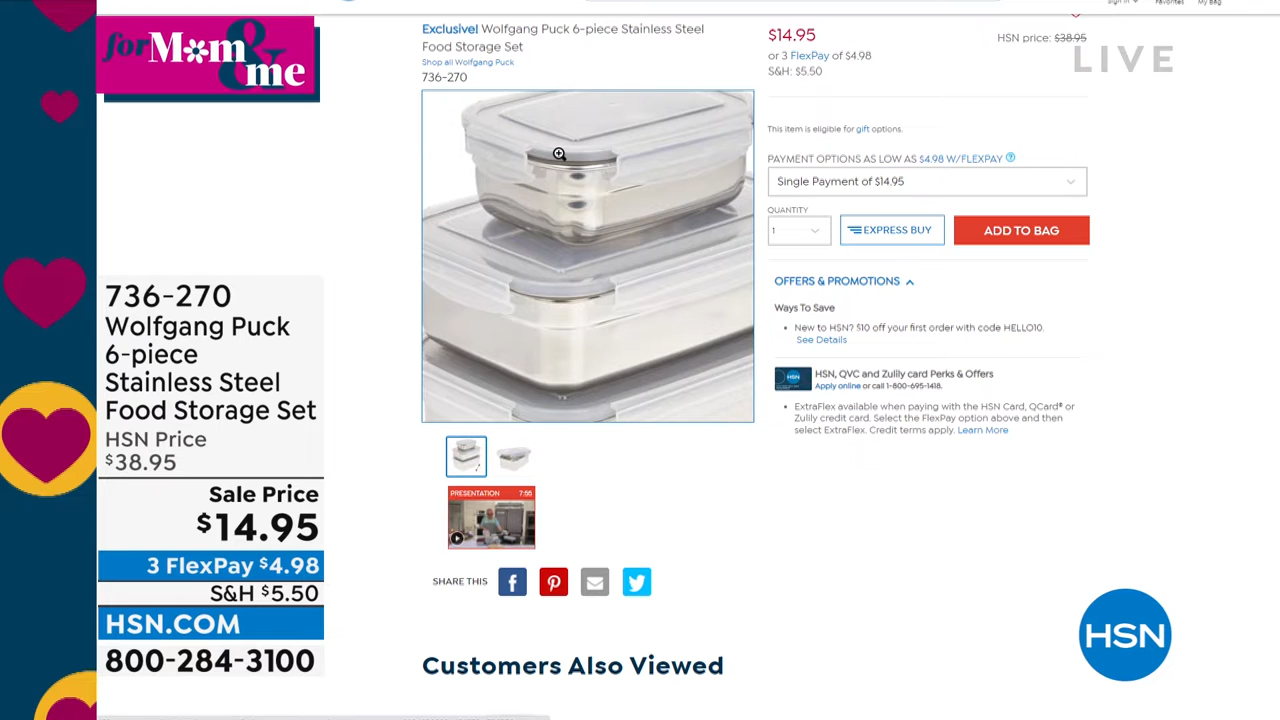 for Mom
&
me
736-270
Wolfgang Puck
6-piece
Stainless Steel
Food Storage Set
HSN Price
$38.95
Sale Price
$14.95
3 FlexPay $4.98
S&H $5.50
HSN.COM
800-284-3100
Exclusive! Wolfgang Puck 6-piece Stainless Steel
Food Storage Set
Shop all Wolfgang Puck
736-270
PRESENTATION 7:56
SHARE THIS
Customers Also Viewed
Sign In
Favorites
My Bag
$14.95
HSN price: $38.95
or 3 FlexPay of $4.98
S&H: $5.50
LIVE
This item is eligible for gift options.
PAYMENT OPTIONS AS LOW AS $4.98 W/FLEXPAY
Single Payment of $14.95
QUANTITY
1
EXPRESS BUY
ADD TO BAG
OFFERS & PROMOTIONS
Ways To Save
• New to HSN? $10 off your first order with code HELLO10.
See Details
HSN
HSN, QVC and Zulily card Perks & Offers
Apply online or call 1-800-695-1418.
• ExtraFlex available when paying with the HSN Card, QCard® or
Zulily credit card. Select the FlexPay option above and then
select ExtraFlex. Credit terms apply. Learn More
HSN